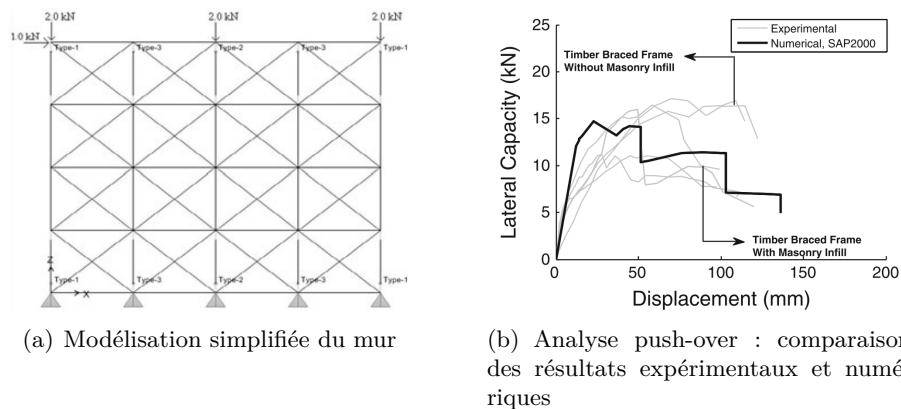 2.0 kN
2.0 kN
2.0 kN
1.0 kN
Type-1
Type-3
Type-2
Type-3
Type-1
Z
X
Type-1
Type-3
Type-2
Type-3
Type-1
(a) Modélisation simplifiée du mur
25
20
15
10
5
0
0
50
100
150
200
Lateral Capacity (kN)
Displacement (mm)
Experimental
Numerical, SAP2000
Timber Braced Frame
Without Masonry Infill
Timber Braced Frame
With Masonry Infill
(b) Analyse push-over : comparaison
des résultats expérimentaux et numé-
riques